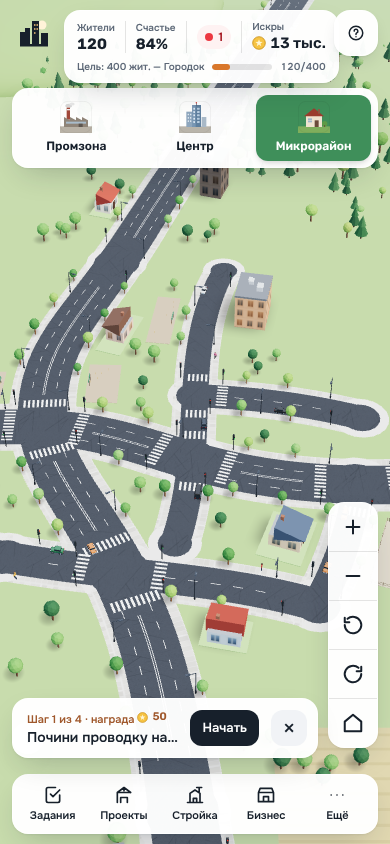 Жители
120
Счастье
84%
1
Искры
13 тыс.
Цель: 400 жит. — Городок
120/400
Промзона
Центр
Микрорайон
Шаг 1 из 4 · награда 50
Почини проводку на...
Начать
Задания
Проекты
Стройка
Бизнес
Ещё